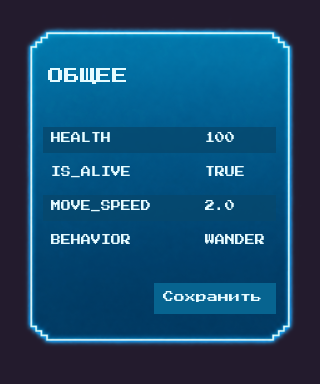 ОБЩЕЕ
HEALTH 100
IS_ALIVE TRUE
MOVE_SPEED 2.0
BEHAVIOR WANDER
Сохранить